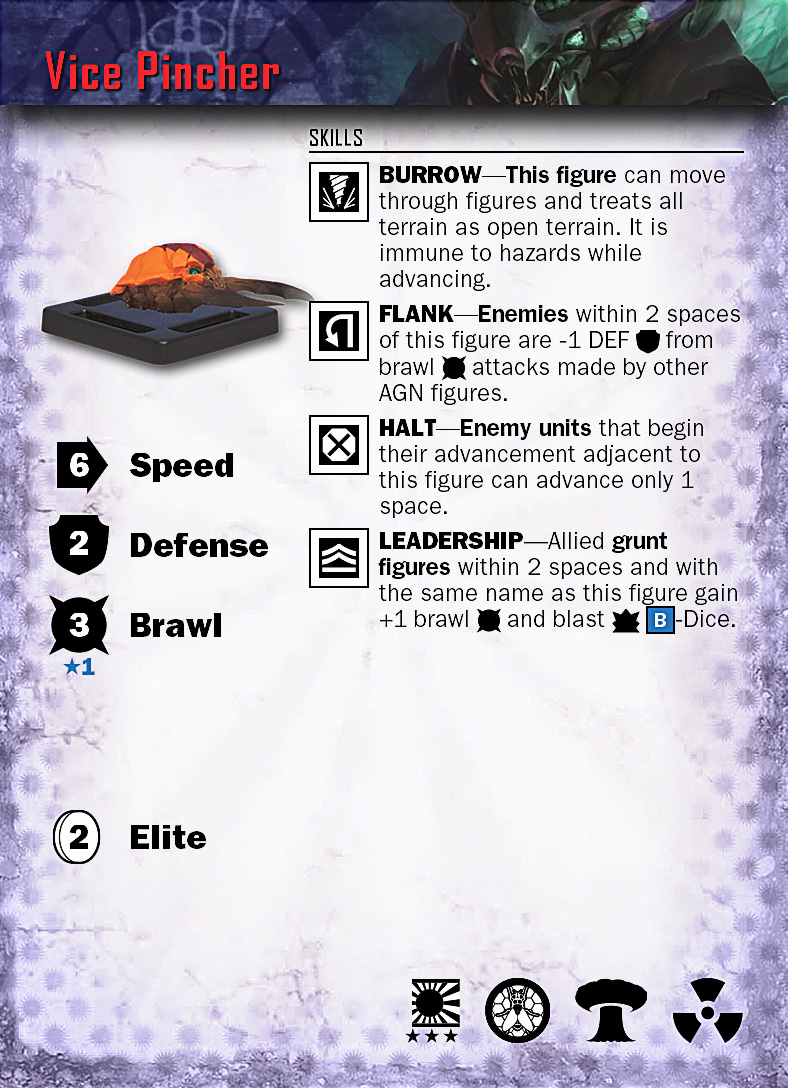 Vice Pincher
SKILLS
BURROW—This figure can move
through figures and treats all
terrain as open terrain. It is
immune to hazards while
advancing.
FLANK—Enemies within 2 spaces
of this figure are -1 DEF from
brawl attacks made by other
AGN figures.
HALT—Enemy units that begin
their advancement adjacent to
this figure can advance only 1
space.
LEADERSHIP—Allied grunt
figures within 2 spaces and with
the same name as this figure gain
+1 brawl and blast B-Dice.
6 Speed
2 Defense
3 Brawl
★1
2 Elite